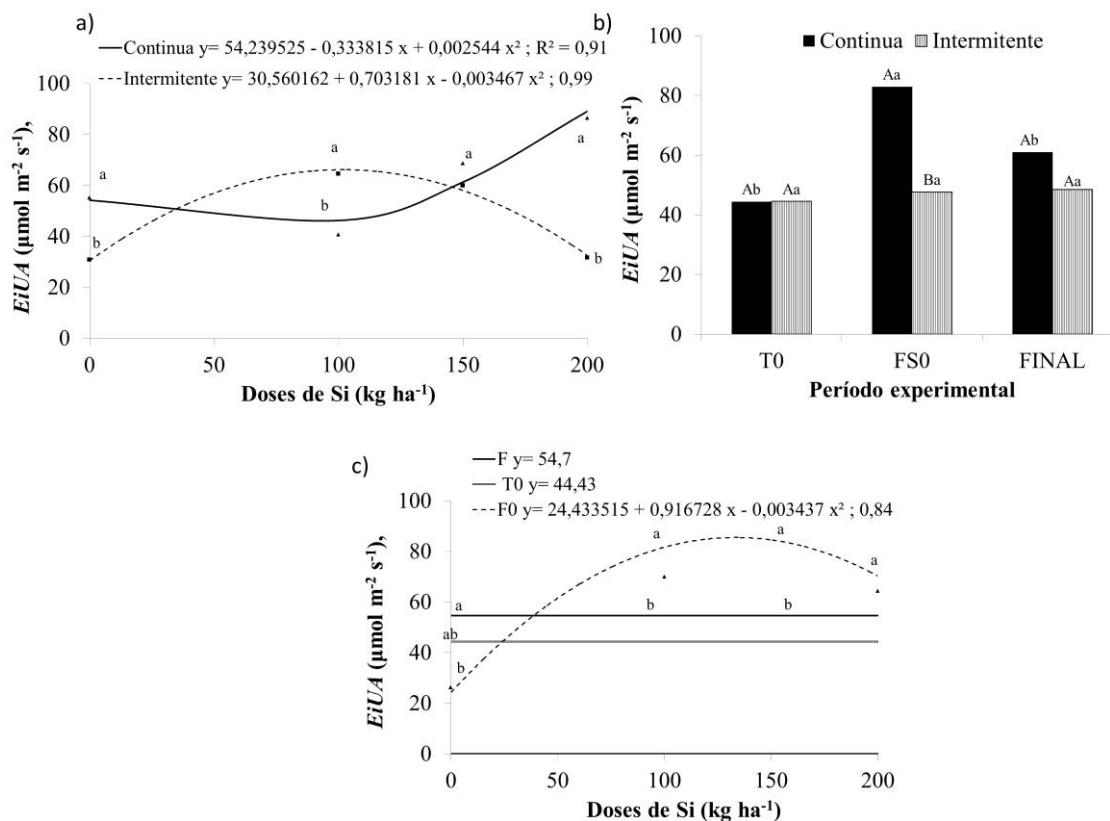 a)
Continua y= 54,239525 - 0,333815 x + 0,002544 x² ; R² = 0,91
Intermitente y= 30,560162 + 0,703181 x - 0,003467 x² ; 0,99
EiUA (µmol m⁻² s⁻¹),
100
80
60
40
20
0
a
b
a
b
a
a
b
0
100
150
200
Doses de Si (kg ha⁻¹)
b)
Continua Intermitente
EiUA (µmol m⁻² s⁻¹)
100
80
60
40
20
0
Ab Aa
Aa
Ba
Ab
Aa
T0 FS0 FINAL
Período experimental
c)
F y= 54,7
T0 y= 44,43
F0 y= 24,433515 + 0,916728 x - 0,003437 x² ; 0,84
EiUA (µmol m⁻² s⁻¹),
100
80
60
40
20
0
a a
a
a b b
ab
b
0 50 100 150 200
Doses de Si (kg ha⁻¹)